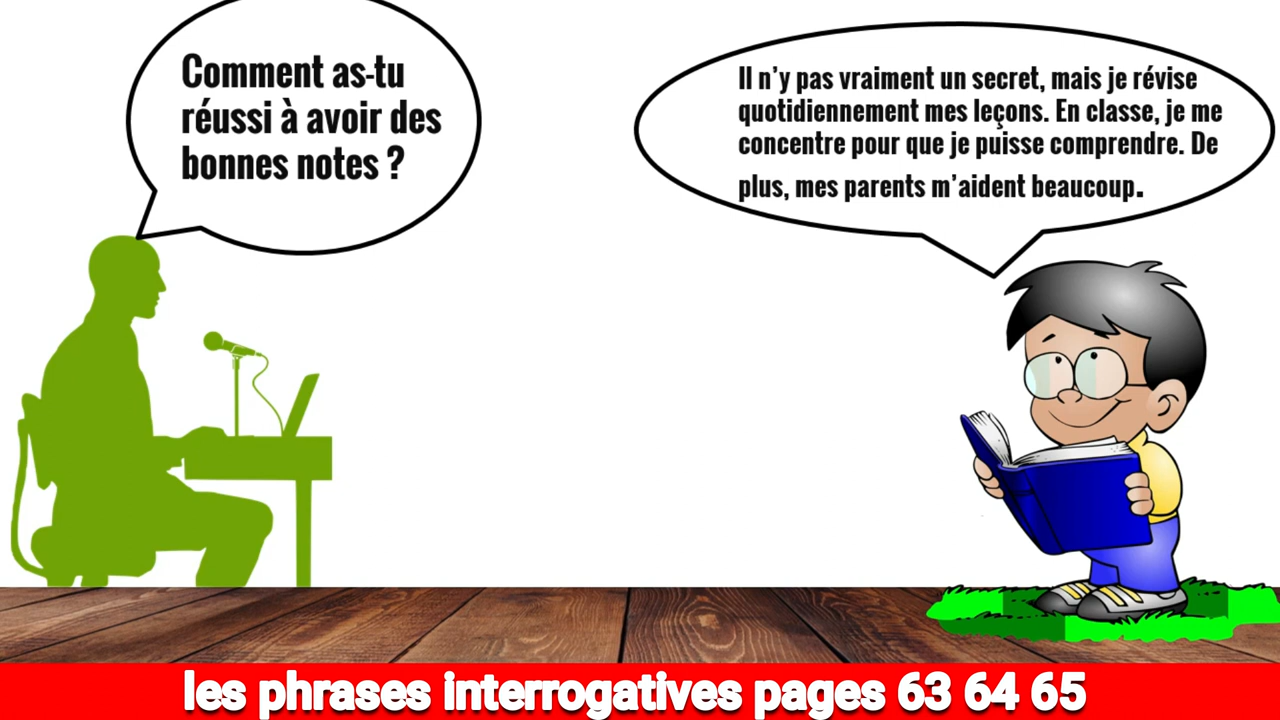 Comment as-tu
réussi à avoir des
bonnes notes ?
Il n'y pas vraiment un secret, mais je révise
quotidiennement mes leçons. En classe, je me
concentre pour que je puisse comprendre. De
plus, mes parents m'aident beaucoup.
les phrases interrogatives pages 63 64 65